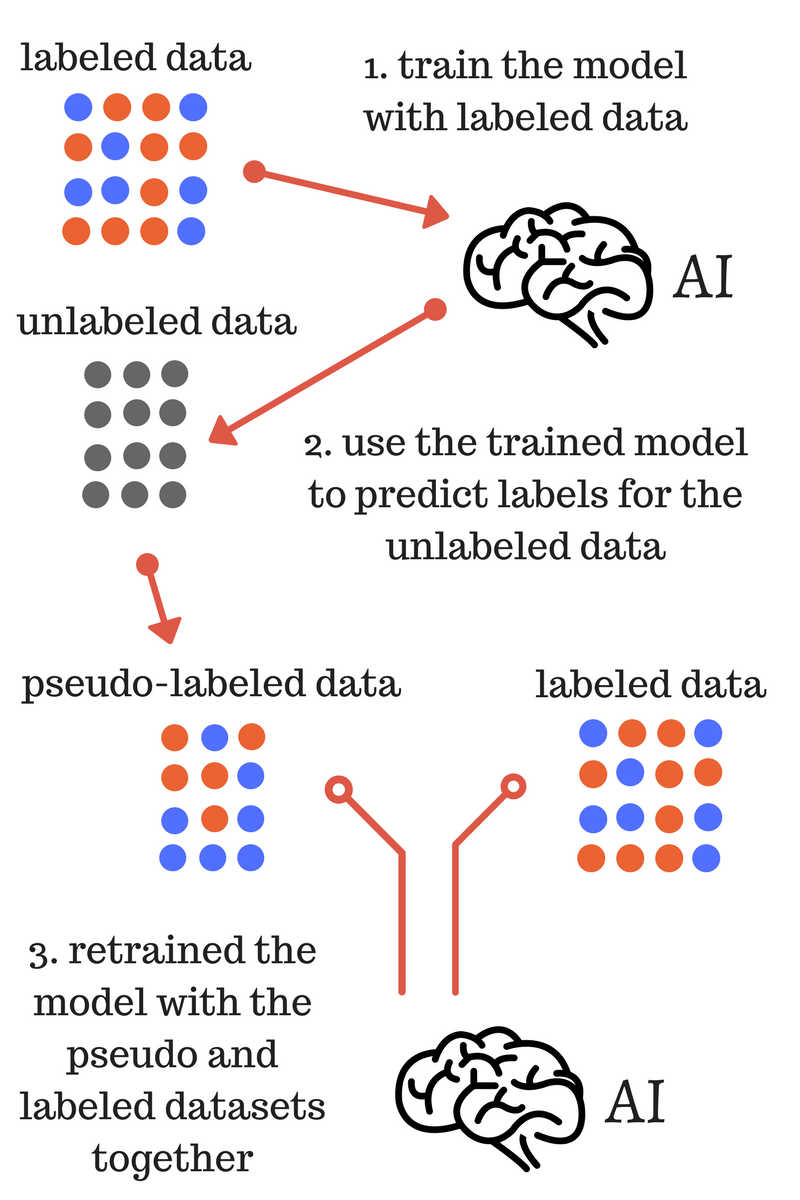 labeled data
1. train the model
with labeled data
AI
unlabeled data
2. use the trained model
to predict labels for the
unlabeled data
pseudo-labeled data
labeled data
3. retrained the
model with the
pseudo and
labeled datasets
together
AI